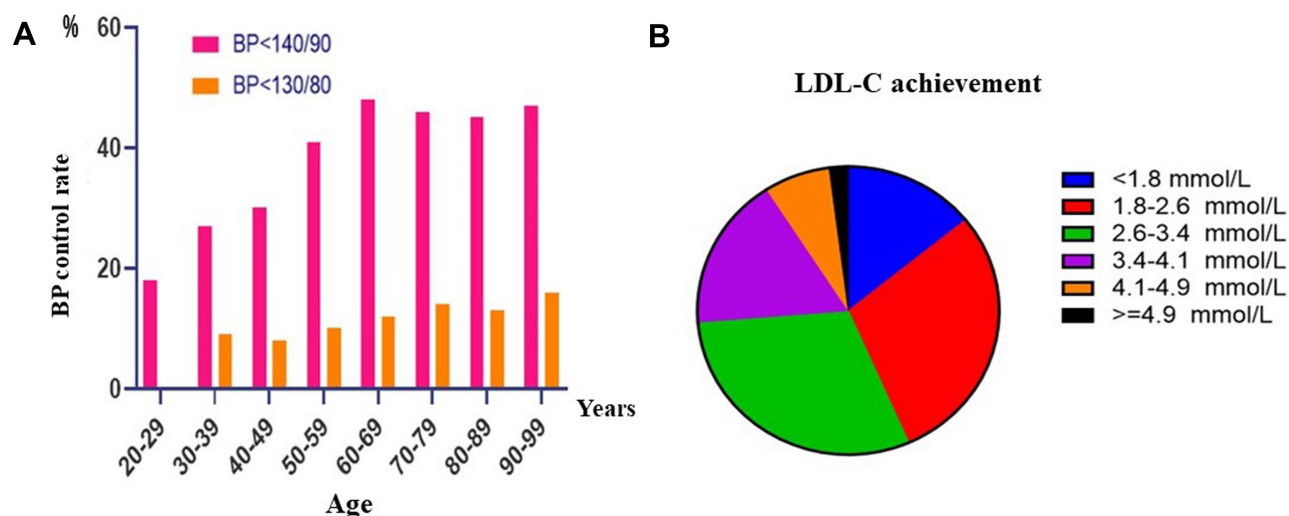 A
%
60
40
20
0
BP control rate
BP<140/90
BP<130/80
20-29
30-39
40-49
50-59
60-69
70-79
80-89
90-99
Years
Age
B
LDL-C achievement
<1.8 mmol/L
1.8-2.6 mmol/L
2.6-3.4 mmol/L
3.4-4.1 mmol/L
4.1-4.9 mmol/L
>=4.9 mmol/L